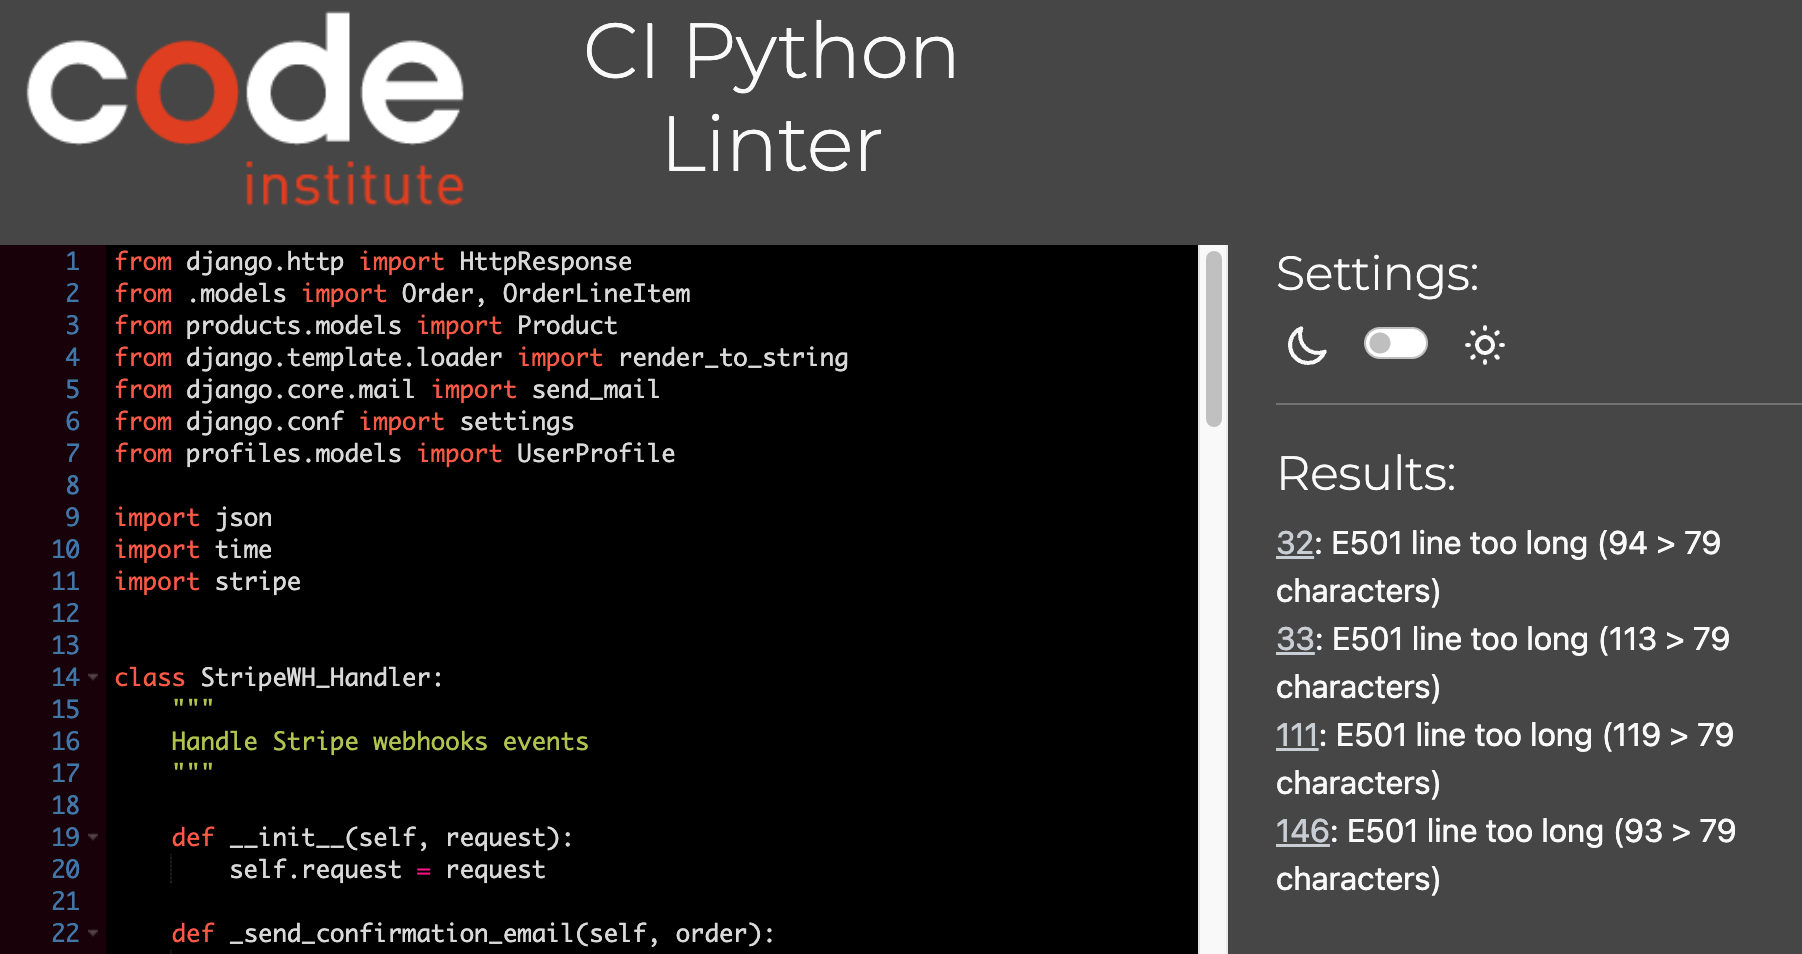 code
institute
CI Python
Linter
1 from django.http import HttpResponse
2 from .models import Order, OrderLineItem
3 from products.models import Product
4 from django.template.loader import render_to_string
5 from django.core.mail import send_mail
6 from django.conf import settings
7 from profiles.models import UserProfile
8
9 import json
10 import time
11 import stripe
12
13
14 class StripeWH_Handler:
15     """
16     Handle Stripe webhooks events
17     """
18
19     def __init__(self, request):
20         self.request = request
21
22     def _send_confirmation_email(self, order):
Settings:
Results:
32: E501 line too long (94 > 79
characters)
33: E501 line too long (113 > 79
characters)
111: E501 line too long (119 > 79
characters)
146: E501 line too long (93 > 79
characters)